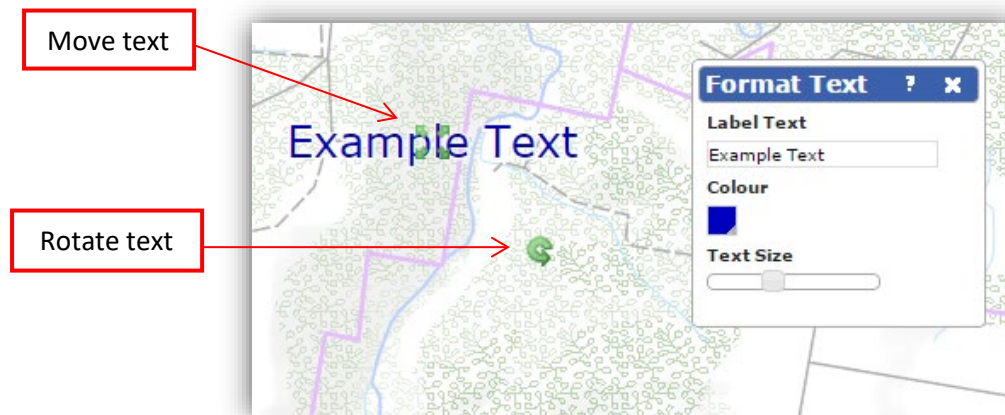 Move text
Example Text
Rotate text
Format Text ? ×
Label Text
Example Text
Colour
Text Size